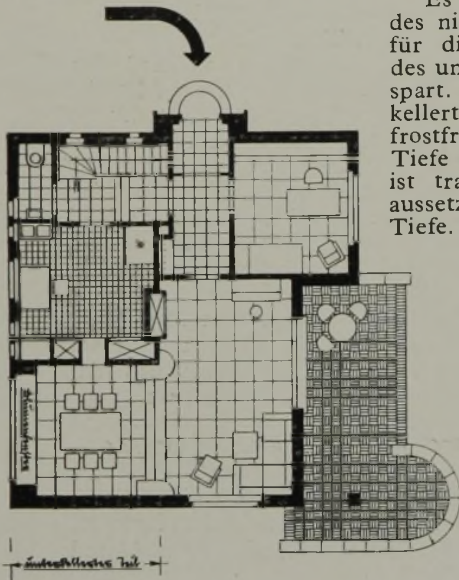 Es
des ni
für di
des un
spart.
kellert
frostfr
Tiefe
ist tra
aussetz
Tiefe.
Blumenfenster
unterkellerter Teil